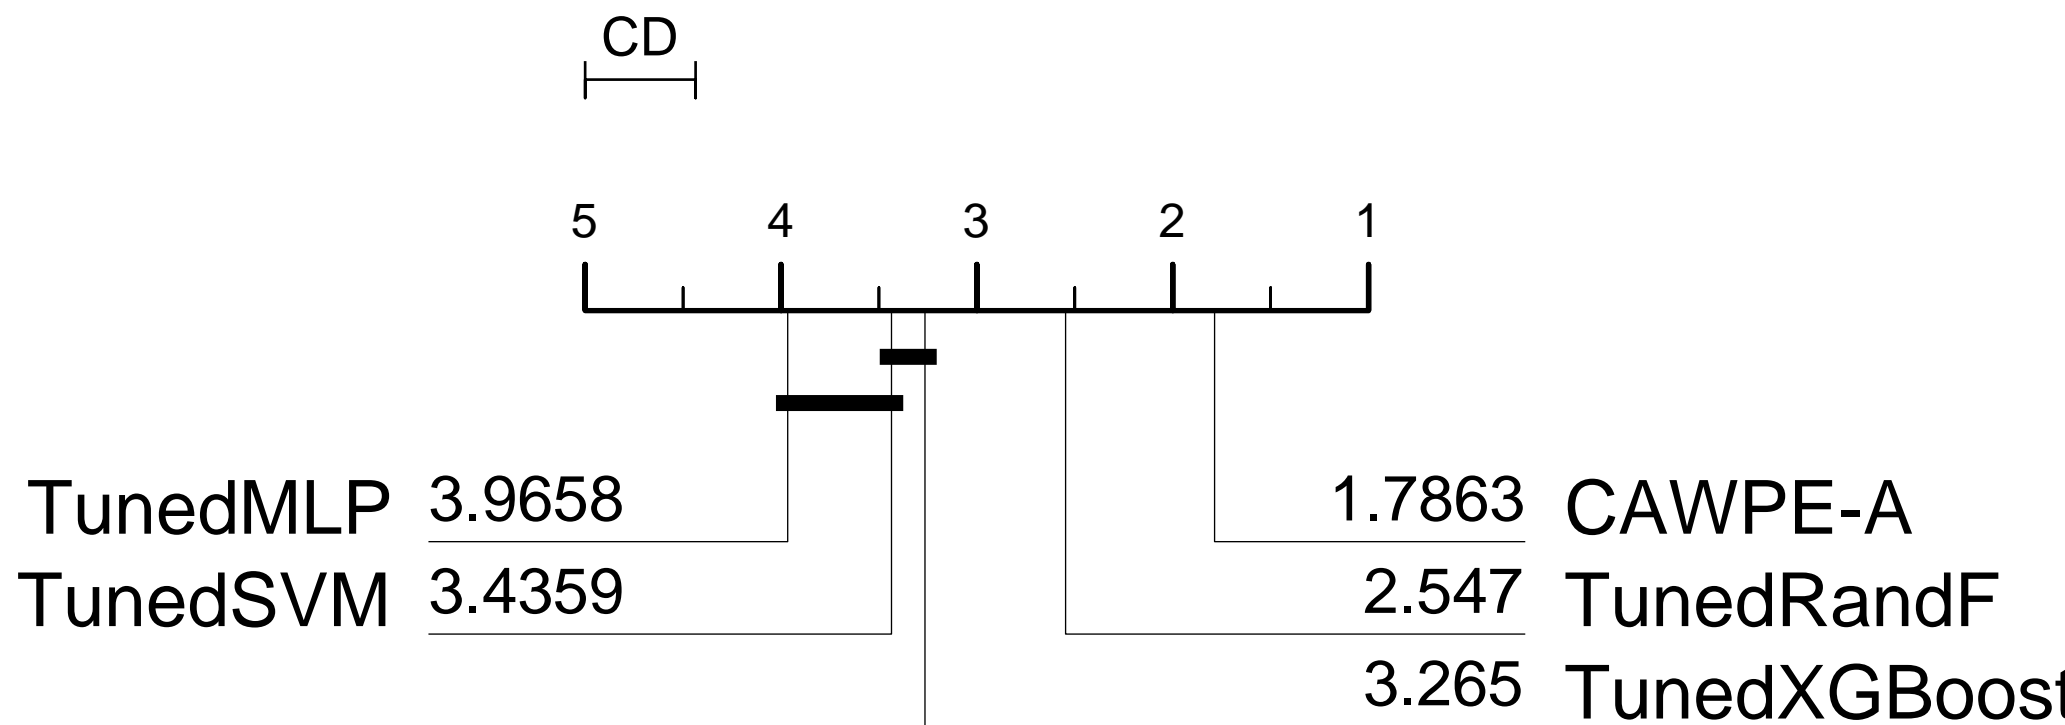 CD
5 4 3 2 1
TunedMLP 3.9658 1.7863 CAWPE-A
TunedSVM 3.4359 2.547 TunedRandF
3.265 TunedXGBoost